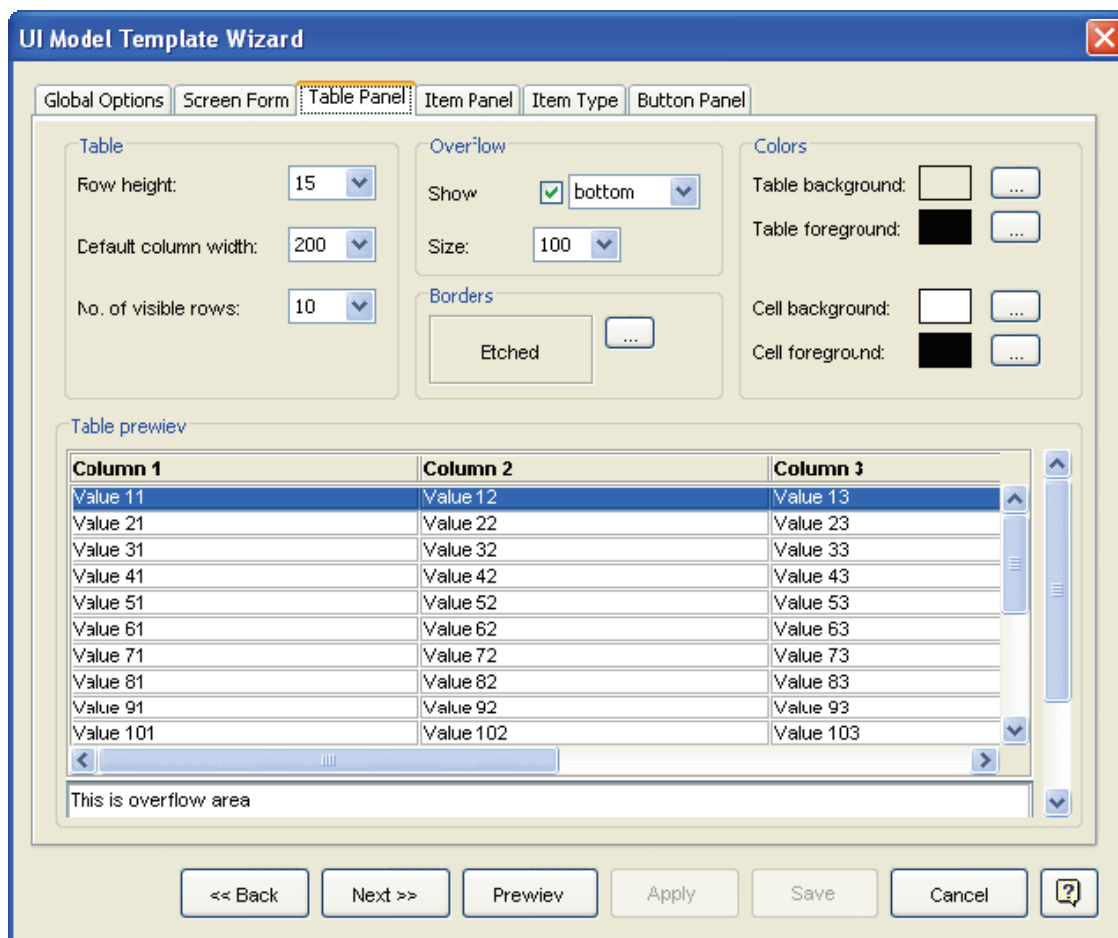 UI Model Template Wizard
Global Options Screen Form Table Panel Item Panel Item Type Button Panel
Table
Row height: 15
Default column width: 200
No. of visible rows: 10
Overflow
Show bottom
Size: 100
Borders
Etched ...
Colors
Table background: ...
Table foreground: ...
Cell background: ...
Cell foreground: ...
Table prewiev
Column 1 Column 2 Column 3
Value 11 Value 12 Value 13
Value 21 Value 22 Value 23
Value 31 Value 32 Value 33
Value 41 Value 42 Value 43
Value 51 Value 52 Value 53
Value 61 Value 62 Value 63
Value 71 Value 72 Value 73
Value 81 Value 82 Value 83
Value 91 Value 92 Value 93
Value 101 Value 102 Value 103
This is overflow area
<< Back Next >> Prewiev Apply Save Cancel ?